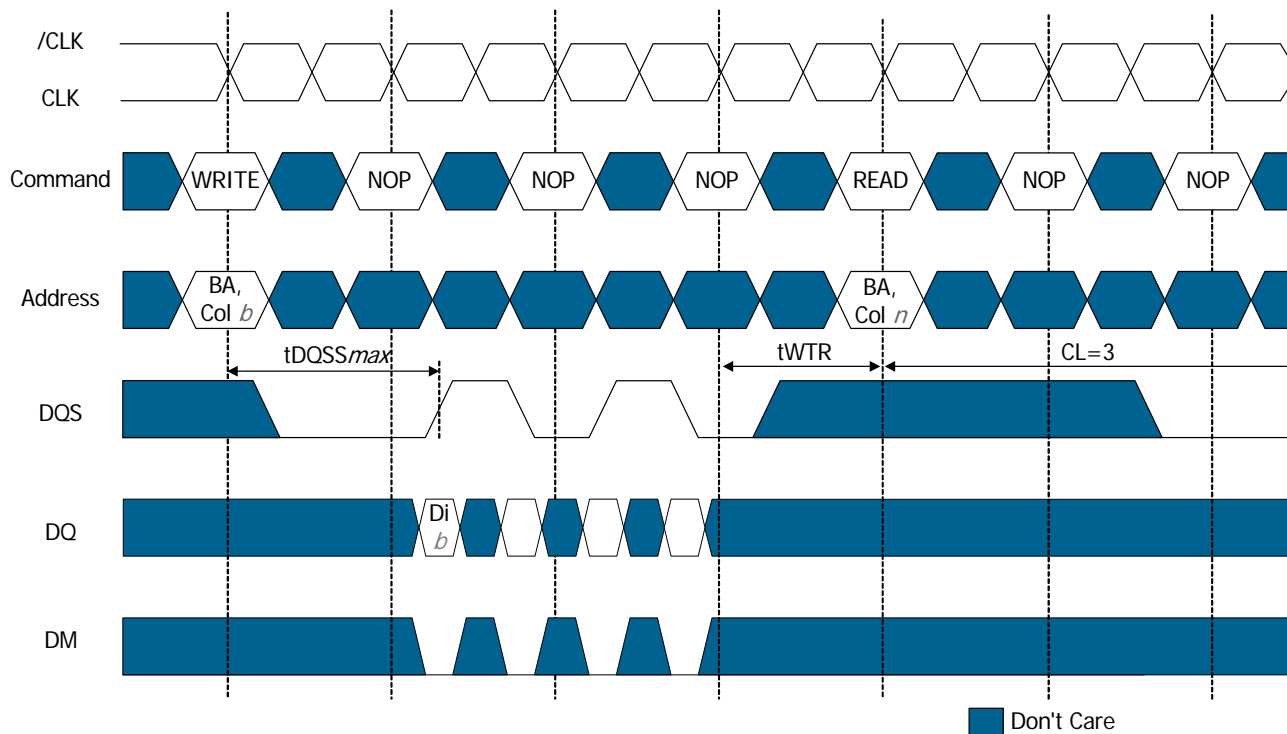 /CLK
CLK
Command
WRITE NOP NOP NOP READ NOP NOP
Address
BA,
Col b
BA,
Col n
tDQSSmax
tWTR
CL=3
DQS
DQ
Di
b
DM
Don't Care